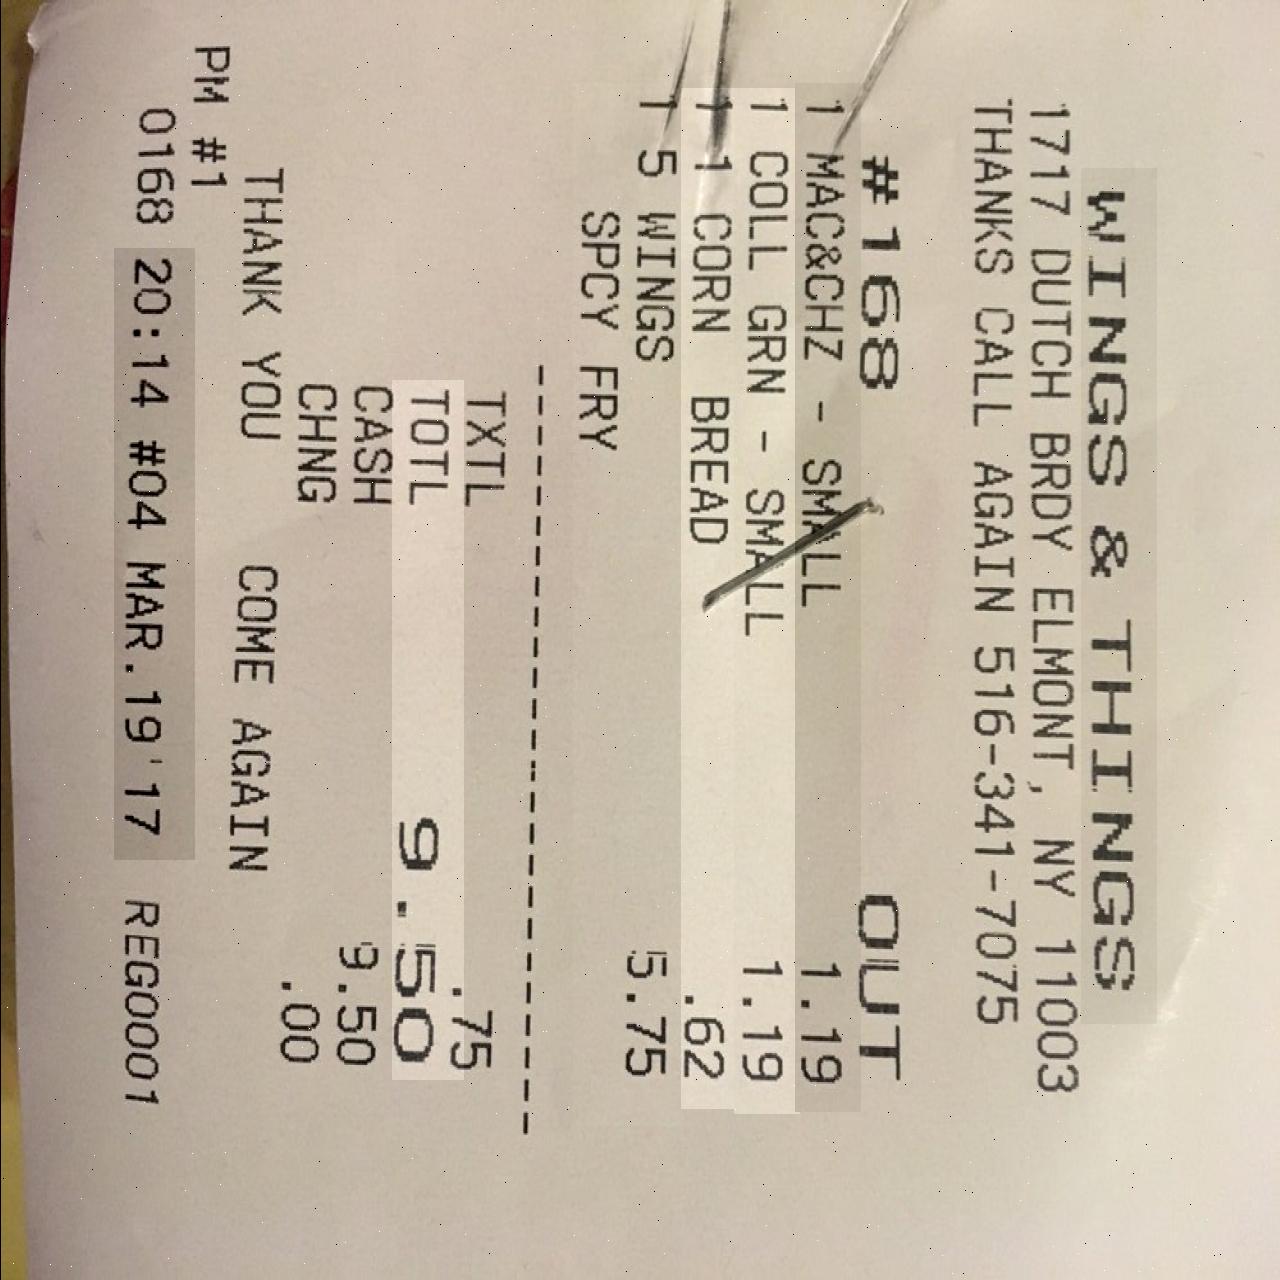 WINGS & THINGS
1717 DUTCH BRDY ELMONT, NY 11003
THANKS CALL AGAIN 516-341-7075
#168 OUT
1 MAC&CHZ - SMALL 1.19
1 COLL GRN - SMALL 1.19
1 1 CORN BREAD .62
1 5 WINGS 5.75
SPCY FRY
--------------------------------
TXTL .75
TOTL 9.50
CASH 9.50
CHNG .00
THANK YOU COME AGAIN
PM #1
0168 20:14 #04 MAR.19'17 REG0001